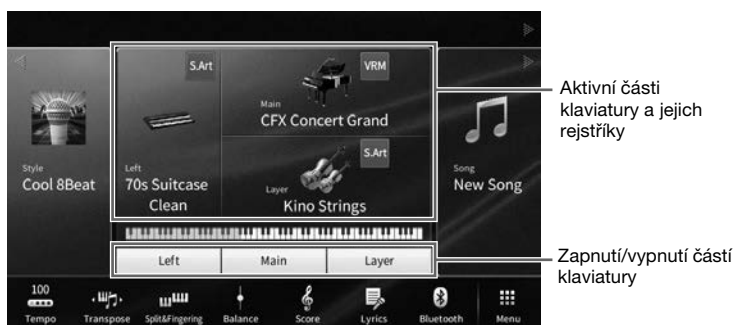 S.Art
VRM
Main
CFX Concert Grand
Style
Cool 8Beat
Left
70s Suitcase
Clean
S.Art
Layer
Kino Strings
Song
New Song
Left
Main
Layer
100
Tempo
Transpose
Split&Fingering
Balance
Score
Lyrics
Bluetooth
Menu
Aktivní části
klaviatury a jejich
rejstříky
Zapnutí/vypnutí částí
klaviatury